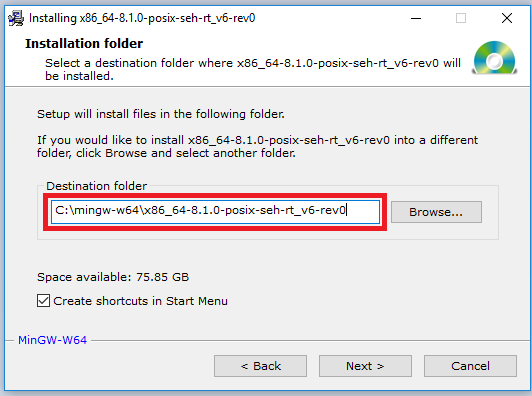 Installing x86_64-8.1.0-posix-seh-rt_v6-rev0
Installation folder
Select a destination folder where x86_64-8.1.0-posix-seh-rt_v6-rev0 will
be installed.
Setup will install files in the following folder.
If you would like to install x86_64-8.1.0-posix-seh-rt_v6-rev0 into a different
folder, click Browse and select another folder.
Destination folder
C:\mingw-w64\x86_64-8.1.0-posix-seh-rt_v6-rev0
Browse...
Space available: 75.85 GB
Create shortcuts in Start Menu
MinGW-W64
< Back
Next >
Cancel